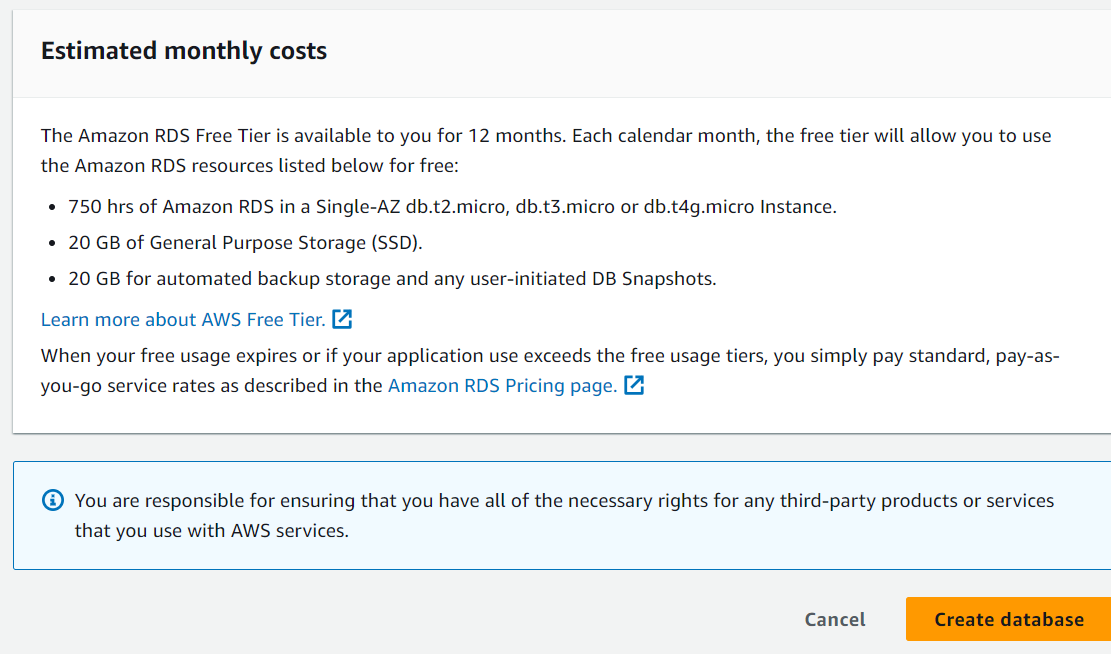 Estimated monthly costs
The Amazon RDS Free Tier is available to you for 12 months. Each calendar month, the free tier will allow you to use
the Amazon RDS resources listed below for free:
• 750 hrs of Amazon RDS in a Single-AZ db.t2.micro, db.t3.micro or db.t4g.micro Instance.
• 20 GB of General Purpose Storage (SSD).
• 20 GB for automated backup storage and any user-initiated DB Snapshots.
Learn more about AWS Free Tier.
When your free usage expires or if your application use exceeds the free usage tiers, you simply pay standard, pay-as-
you-go service rates as described in the Amazon RDS Pricing page.
You are responsible for ensuring that you have all of the necessary rights for any third-party products or services
that you use with AWS services.
Cancel Create database